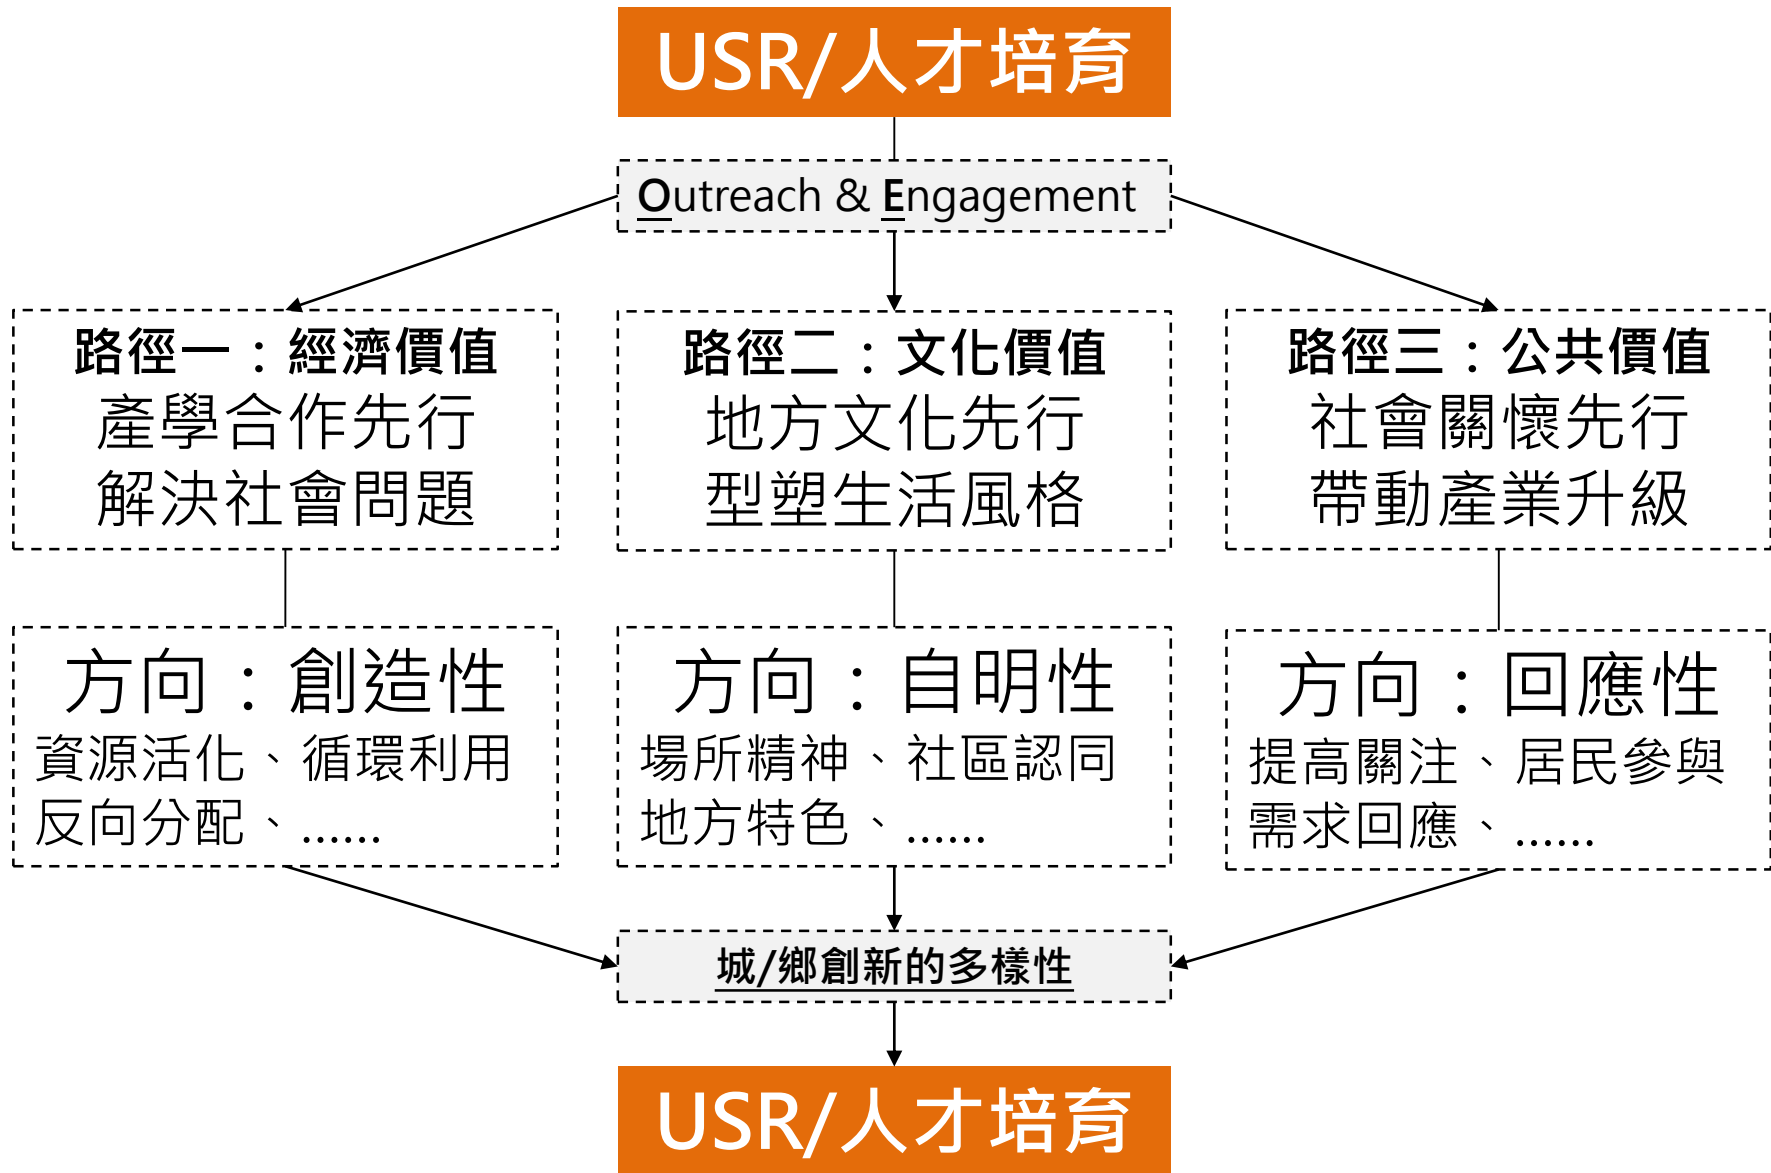 USR/人才培育
Outreach & Engagement
路徑一：經濟價值
產學合作先行
解決社會問題
路徑二：文化價值
地方文化先行
型塑生活風格
路徑三：公共價值
社會關懷先行
帶動產業升級
方向：創造性
資源活化、循環利用
反向分配、......
方向：自明性
場所精神、社區認同
地方特色、......
方向：回應性
提高關注、居民參與
需求回應、......
城/鄉創新的多樣性
USR/人才培育